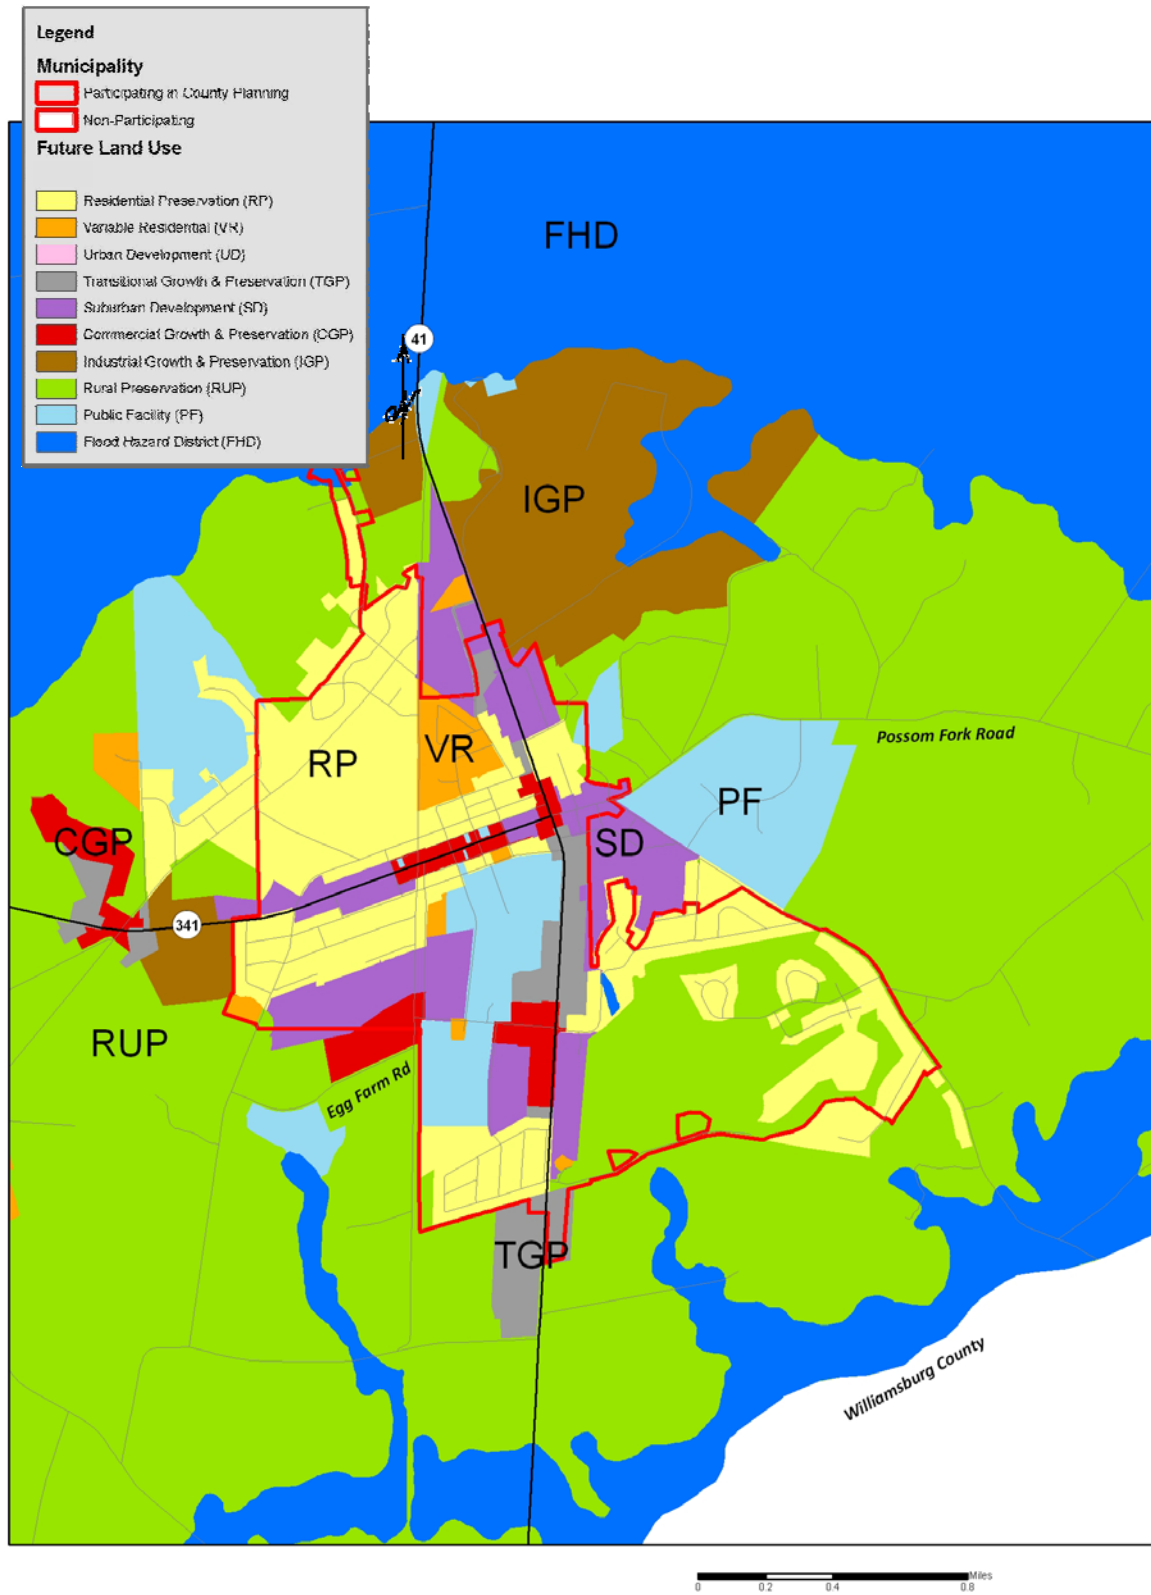 Legend
Municipality
Participating in County Planning
Non-Participating
Future Land Use
Residential Preservation (RP)
Variable Residential (VR)
Urban Development (UD)
Transitional Growth & Preservation (TGP)
Suburban Development (SD)
Commercial Growth & Preservation (CGP)
Industrial Growth & Preservation (IGP)
Rural Preservation (RUP)
Public Facility (PF)
Flood Hazard District (FHD)
FHD
41
IGP
Possom Fork Road
VR
RP
PF
CGP
SD
341
RUP
Egg Farm Rd
TGP
Williamsburg County
Miles
0 0.2 0.4 0.8